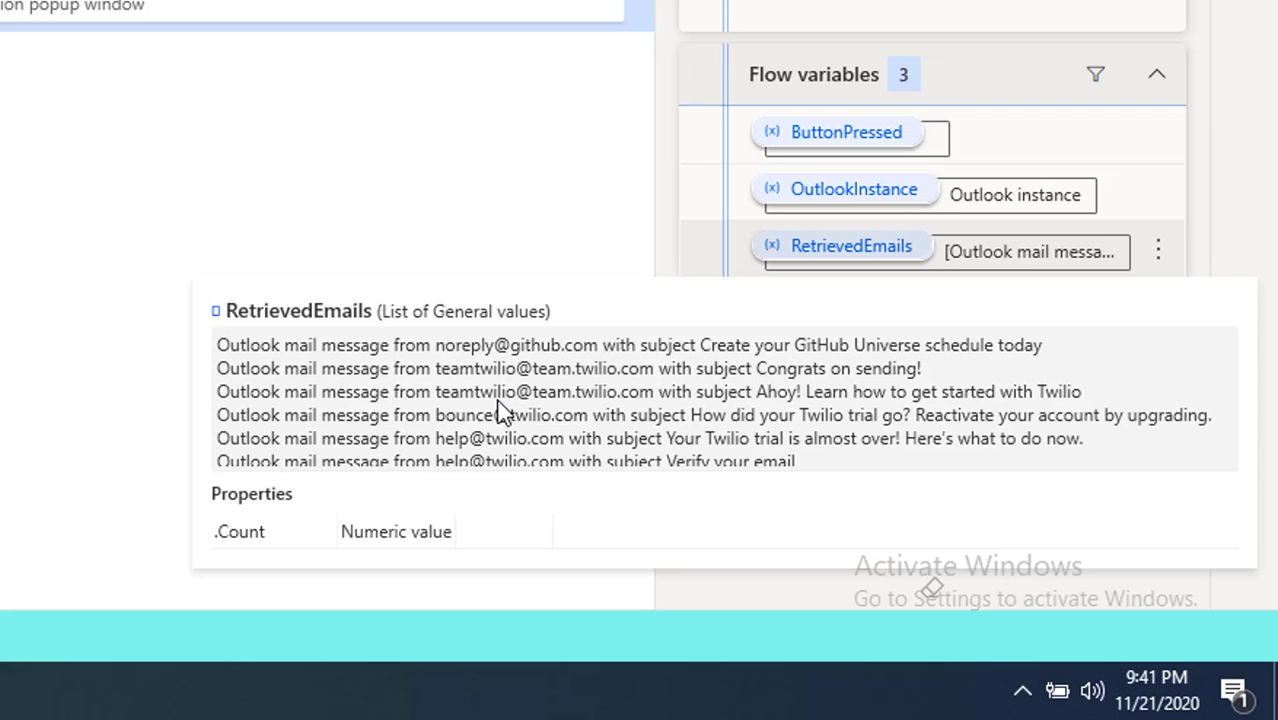 ion popup window
Flow variables 3
(x) ButtonPressed
(x) OutlookInstance Outlook instance
(x) RetrievedEmails [Outlook mail messa...
RetrievedEmails (List of General values)
Outlook mail message from noreply@github.com with subject Create your GitHub Universe schedule today
Outlook mail message from teamtwilio@team.twilio.com with subject Congrats on sending!
Outlook mail message from teamtwilio@team.twilio.com with subject Ahoy! Learn how to get started with Twilio
Outlook mail message from bounce@twilio.com with subject How did your Twilio trial go? Reactivate your account by upgrading.
Outlook mail message from help@twilio.com with subject Your Twilio trial is almost over! Here's what to do now.
Outlook mail message from help@twilio.com with subject Verify your email
Properties
.Count Numeric value
Activate Windows
Go to Settings to activate Windows.
9:41 PM
11/21/2020
1